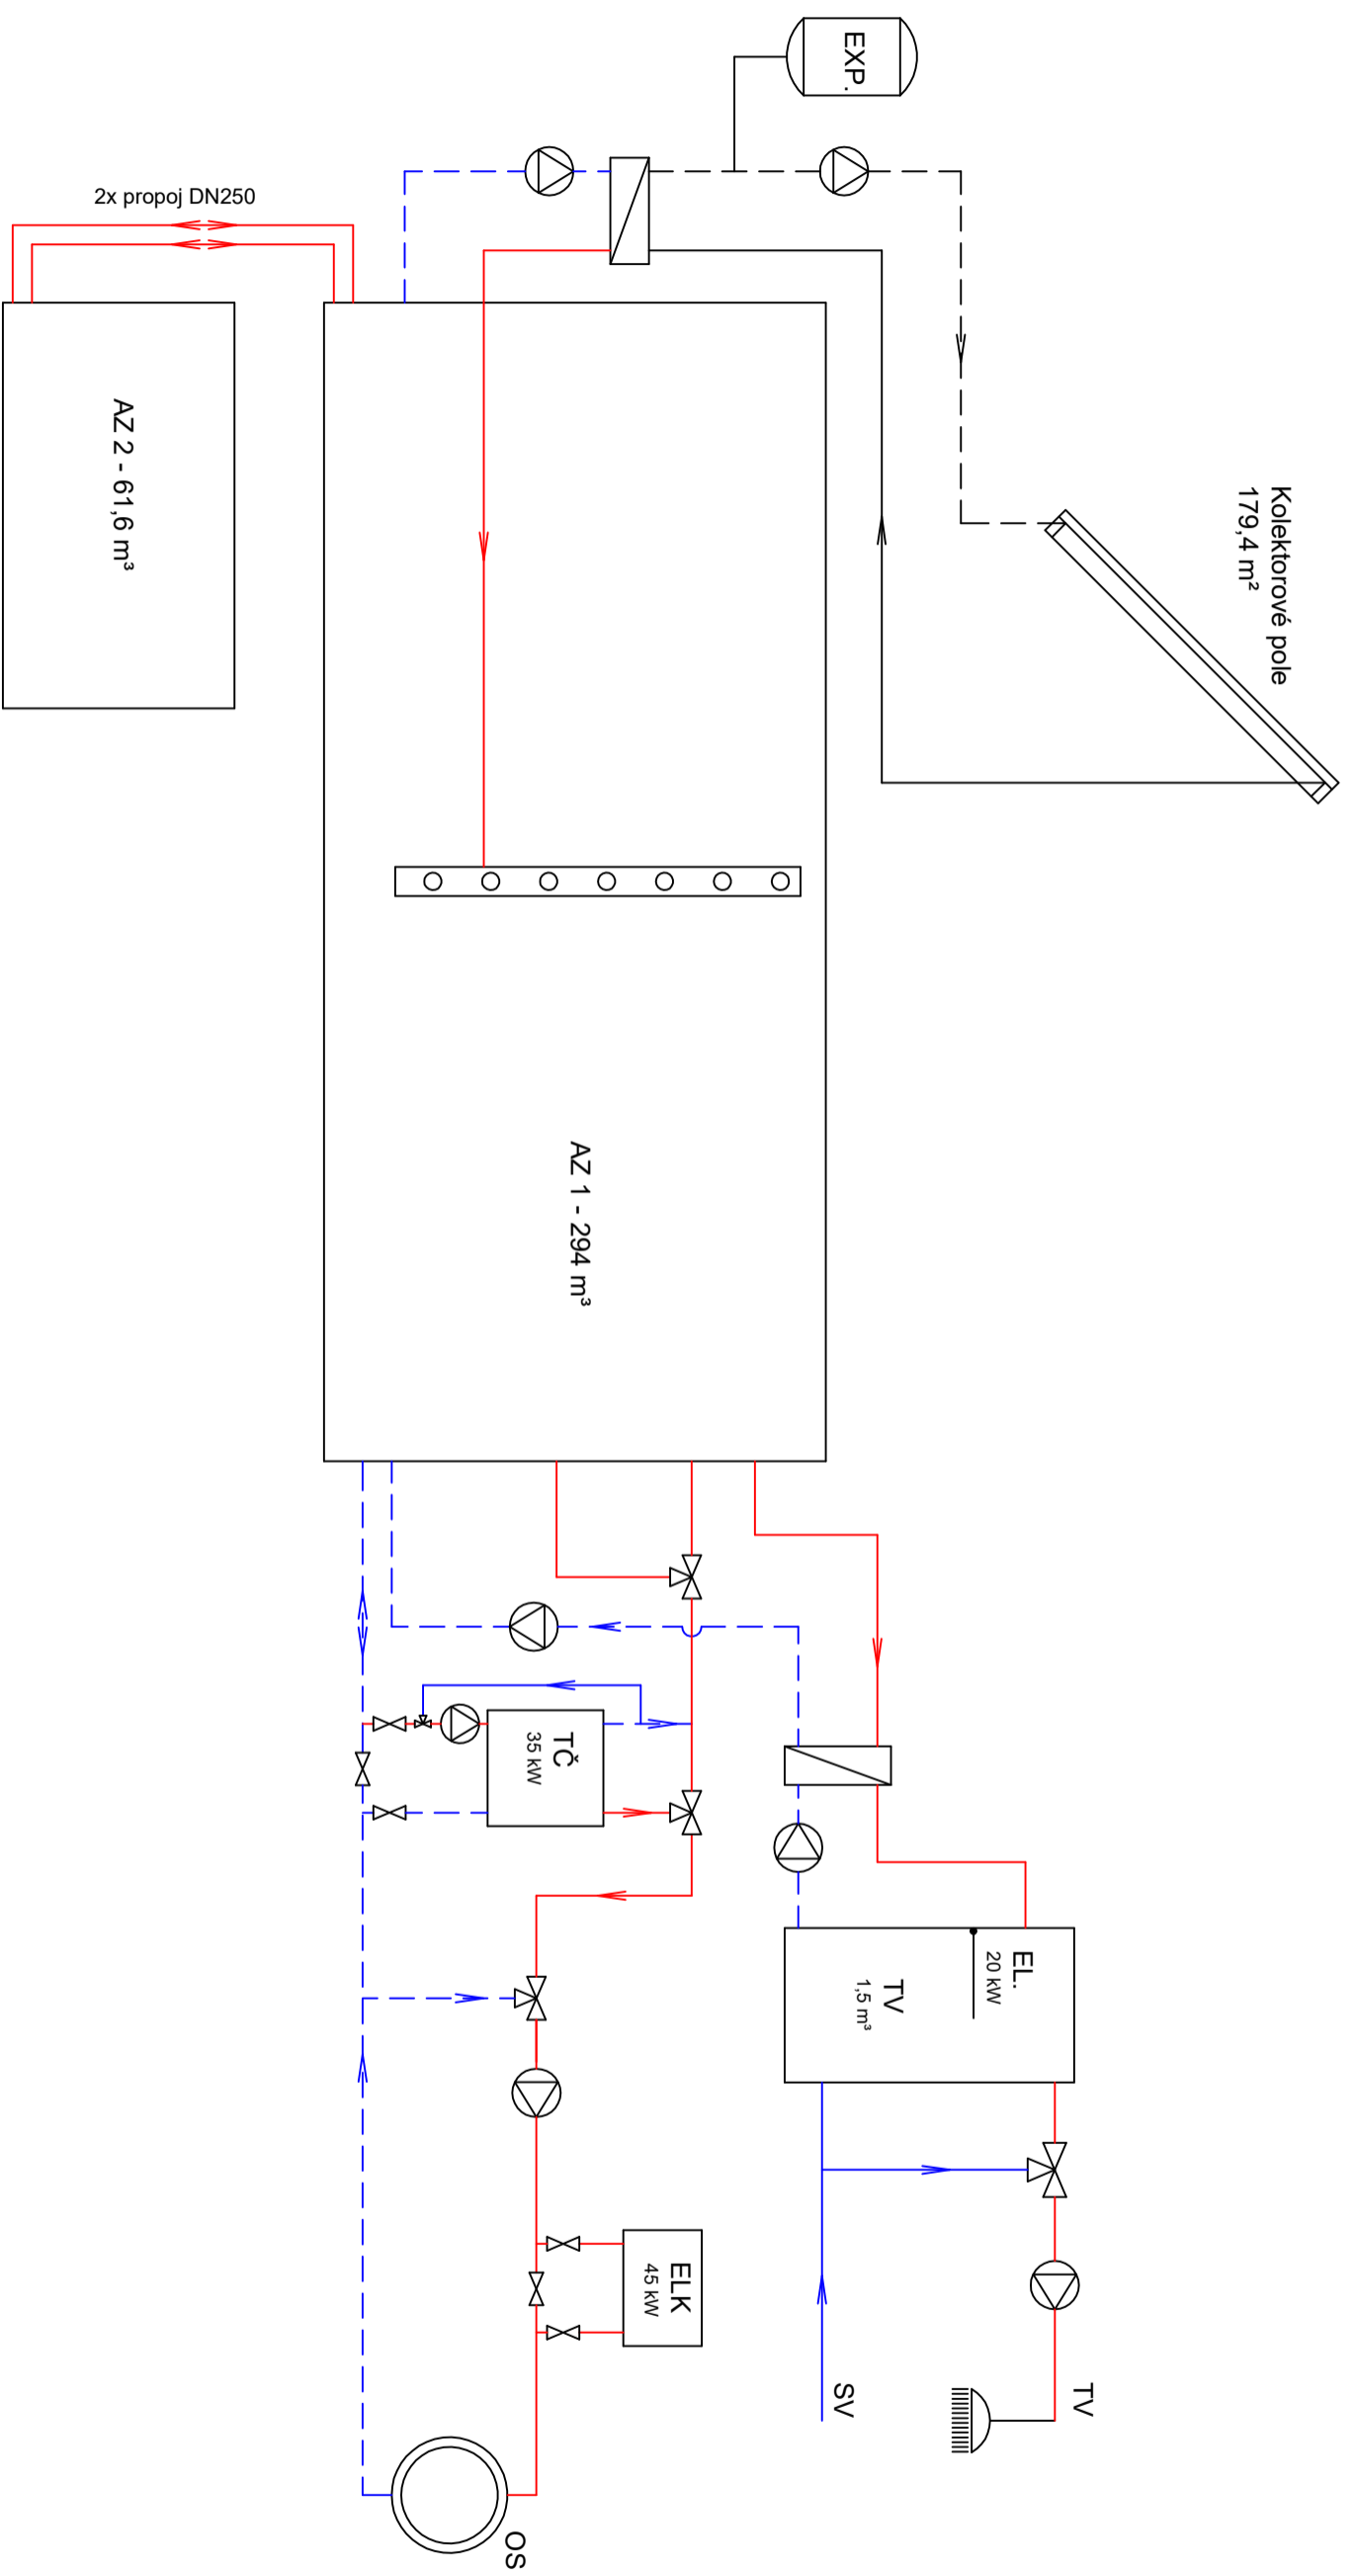 EXP.
2x propoj DN250
Kolektorové pole
179,4 m²
AZ 2 - 61,6 m³
AZ 1 - 294 m³
TČ
35 kW
EL.
20 kW
TV
1,5 m³
ELK
45 kW
SV
TV
OS